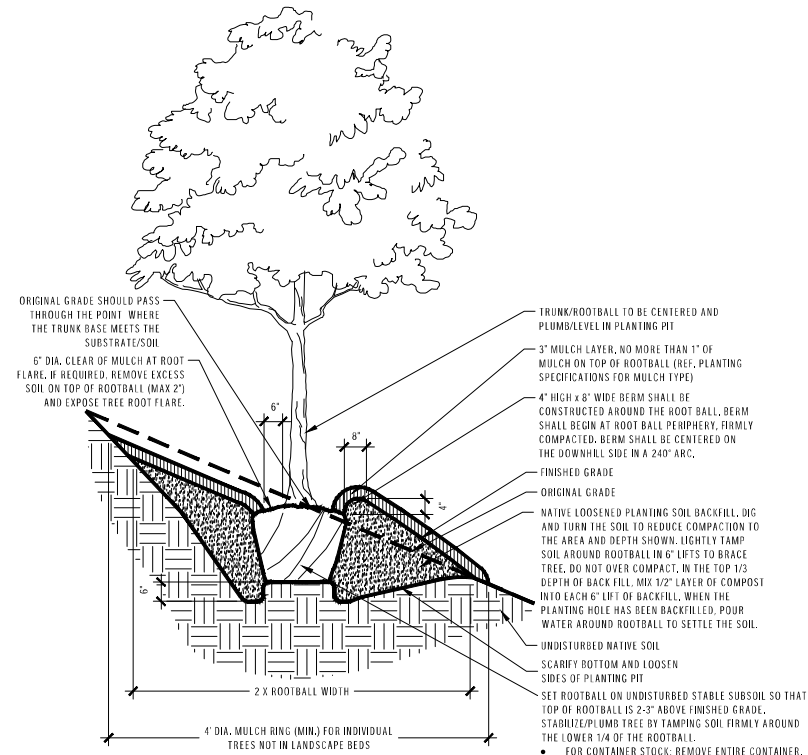 ORIGINAL GRADE SHOULD PASS
THROUGH THE POINT WHERE
THE TRUNK BASE MEETS THE
SUBSTRATE/SOIL
6" DIA. CLEAR OF MULCH AT ROOT
FLARE. IF REQUIRED, REMOVE EXCESS
SOIL ON TOP OF ROOTBALL (MAX 2")
AND EXPOSE TREE ROOT FLARE.
6"
8"
4"
6"
2 X ROOTBALL WIDTH
4' DIA. MULCH RING (MIN.) FOR INDIVIDUAL
TREES NOT IN LANDSCAPE BEDS
TRUNK/ROOTBALL TO BE CENTERED AND
PLUMB/LEVEL IN PLANTING PIT
3" MULCH LAYER, NO MORE THAN 1" OF
MULCH ON TOP OF ROOTBALL (REF. PLANTING
SPECIFICATIONS FOR MULCH TYPE)
4" HIGH x 8" WIDE BERM SHALL BE
CONSTRUCTED AROUND THE ROOT BALL. BERM
SHALL BEGIN AT ROOT BALL PERIPHERY, FIRMLY
COMPACTED. BERM SHALL BE CENTERED ON
THE DOWNHILL SIDE IN A 240° ARC.
FINISHED GRADE
ORIGINAL GRADE
NATIVE LOOSENED PLANTING SOIL BACKFILL. DIG
AND TURN THE SOIL TO REDUCE COMPACTION TO
THE AREA AND DEPTH SHOWN. LIGHTLY TAMP
SOIL AROUND ROOTBALL IN 6" LIFTS TO BRACE
TREE. DO NOT OVER COMPACT. IN THE TOP 1/3
DEPTH OF BACK FILL, MIX 1/2" LAYER OF COMPOST
INTO EACH 6" LIFT OF BACKFILL. WHEN THE
PLANTING HOLE HAS BEEN BACKFILLED, POUR
WATER AROUND ROOTBALL TO SETTLE THE SOIL.
UNDISTURBED NATIVE SOIL
SCARIFY BOTTOM AND LOOSEN
SIDES OF PLANTING PIT
SET ROOTBALL ON UNDISTURBED STABLE SUBSOIL SO THAT
TOP OF ROOTBALL IS 2-3" ABOVE FINISHED GRADE.
STABILIZE/PLUMB TREE BY TAMPING SOIL FIRMLY AROUND
THE LOWER 1/4 OF THE ROOTBALL.
• FOR CONTAINER STOCK: REMOVE ENTIRE CONTAINER.